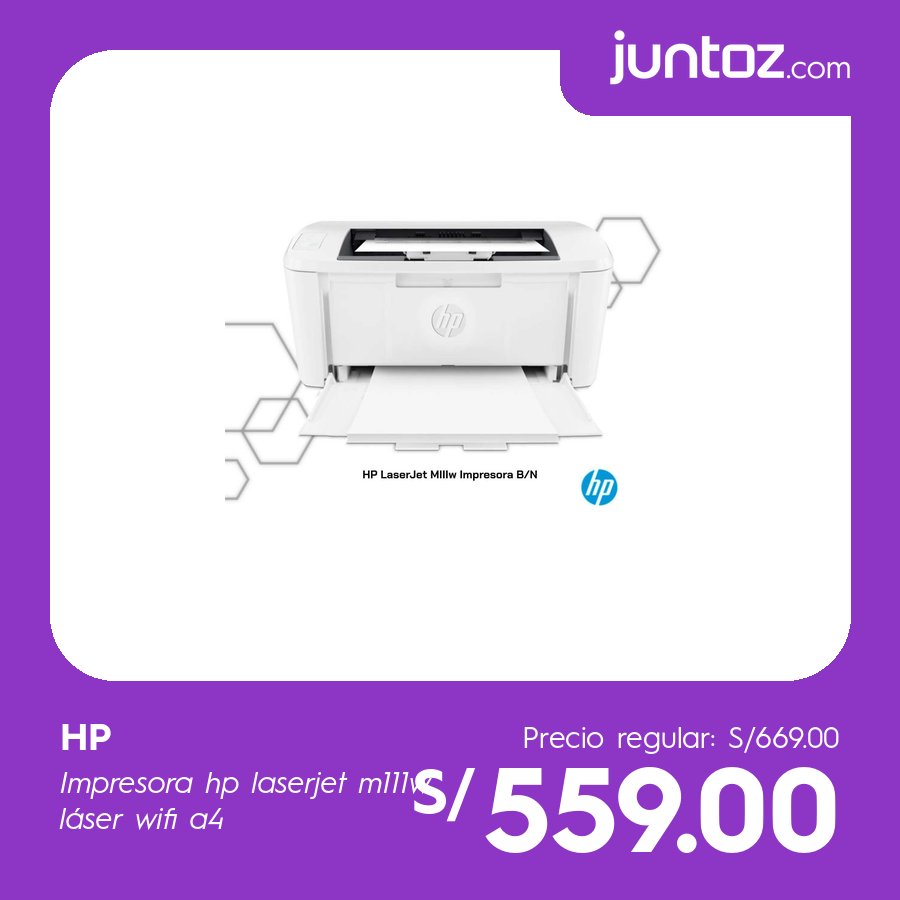 juntoz.com
hp
HP LaserJet M111w Impresora B/N
hp
HP
Precio regular: S/669.00
Impresora hp laserjet m111w
láser wifi a4
S/559.00